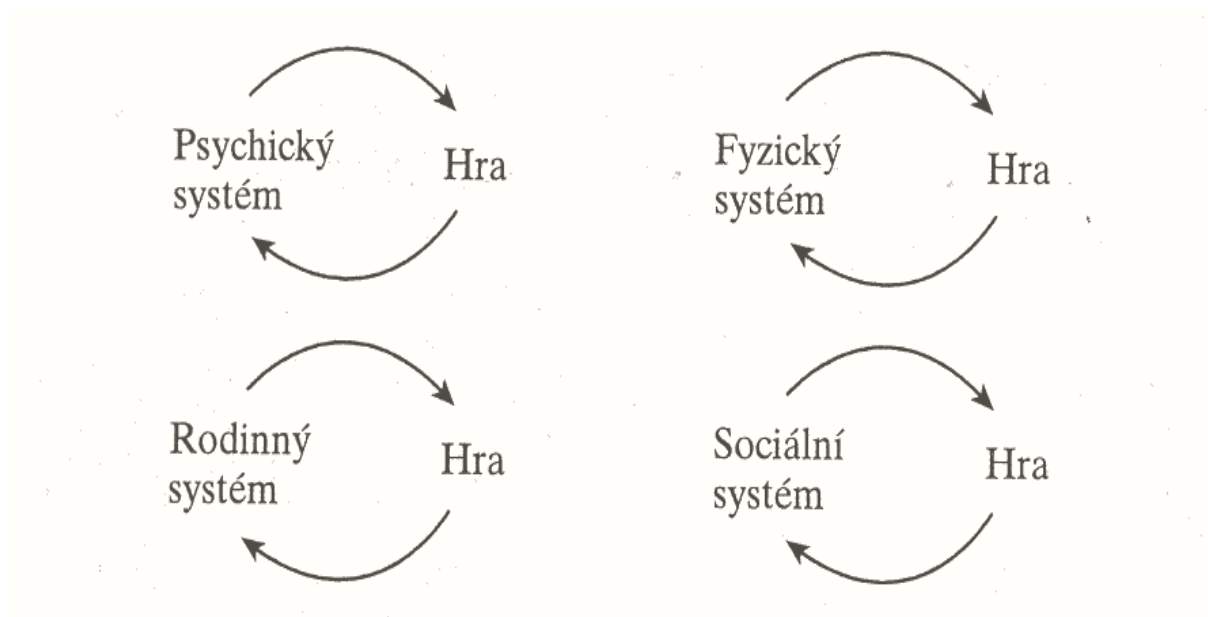 Psychický
systém
Hra
Fyzický
systém
Hra
Rodinný
systém
Hra
Sociální
systém
Hra